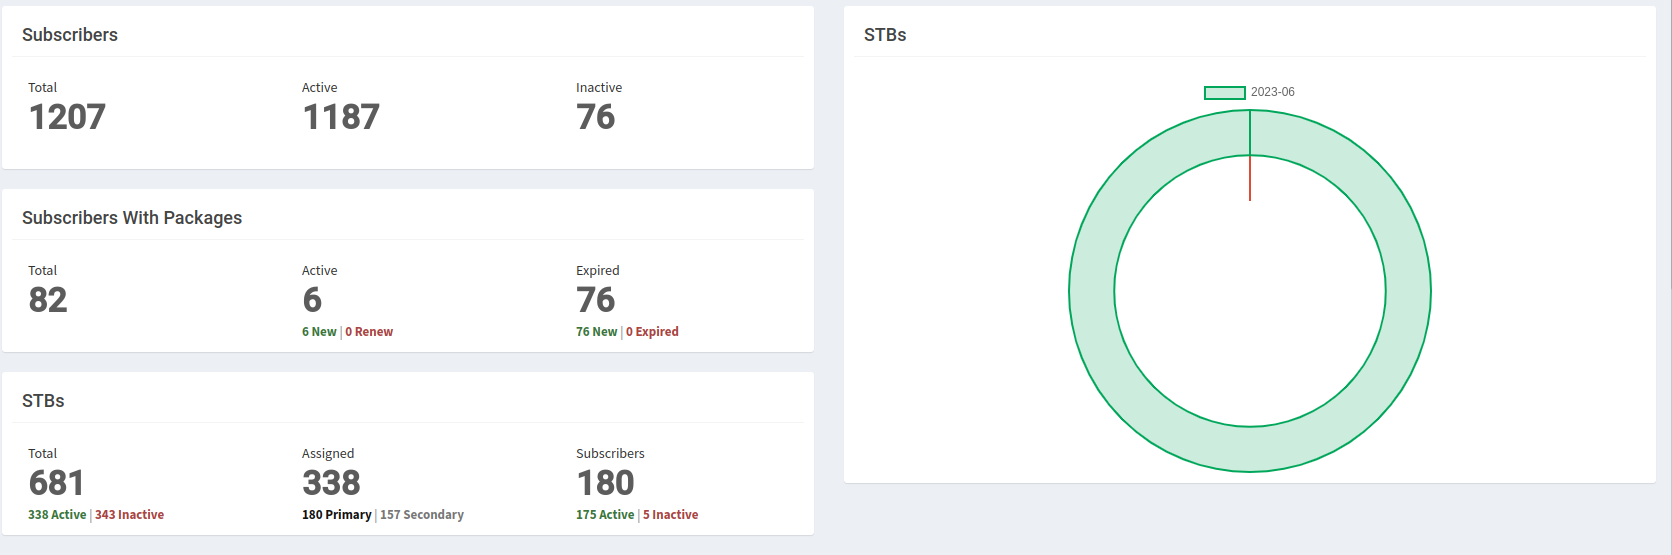 Subscribers
Total Active Inactive
1207 1187 76
Subscribers With Packages
Total Active Expired
82 6 76
6 New | 0 Renew 76 New | 0 Expired
STBs
Total Assigned Subscribers
681 338 180
338 Active | 343 Inactive 180 Primary | 157 Secondary 175 Active | 5 Inactive
STBs
2023-06